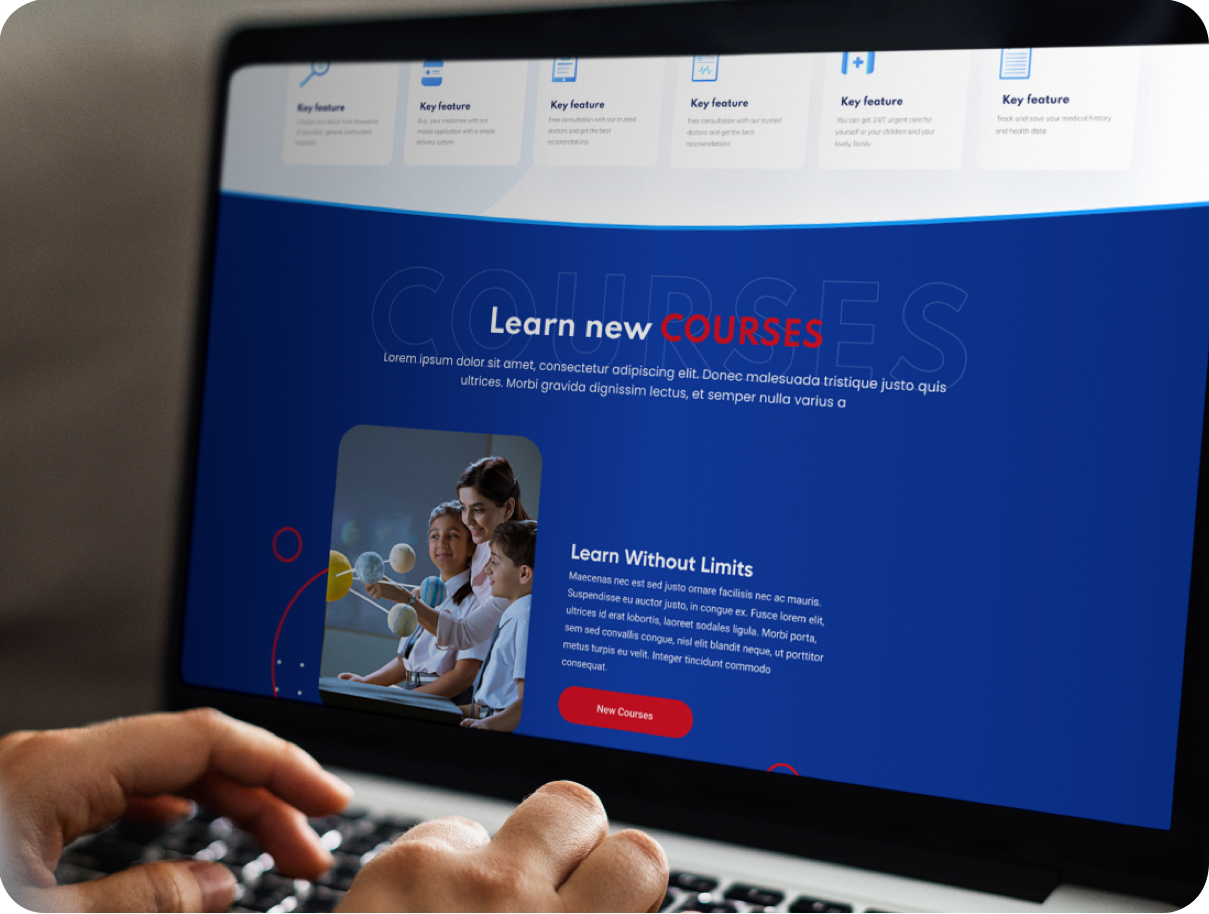 Key feature
Key feature
Buy your medicines with our
mobile application with a simple
delivery system
Key feature
Free consultation with our trusted
doctors and get the best
recomendations
Key feature
Free consultation with our trusted
doctors and get the best
recomendations
Key feature
You can get 24/7 urgent care for
yourself or your children and your
lovely family
Key feature
Track and save your medical history
and health data
COURSES
Learn new COURSES
Lorem ipsum dolor sit amet, consectetur adipiscing elit. Donec malesuada tristique justo quis
ultrices. Morbi gravida dignissim lectus, et semper nulla varius a
Learn Without Limits
Maecenas nec est sed justo ornare facilisis nec ac mauris.
Suspendisse eu auctor justo, in congue ex. Fusce lorem elit,
ultrices id erat lobortis, laoreet sodales ligula. Morbi porta,
sem sed convallis congue, nisl elit blandit neque, ut porttitor
metus turpis eu velit. Integer tincidunt commodo
consequat.
New Courses